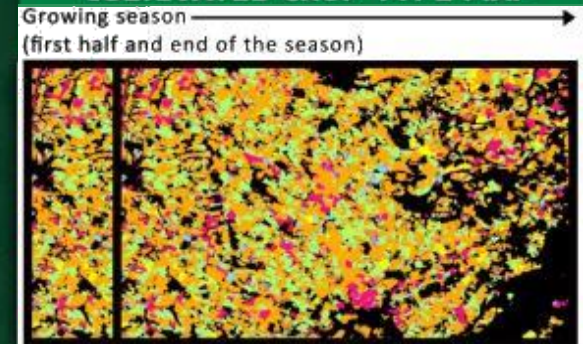 Growing season
(first half and end of the season)